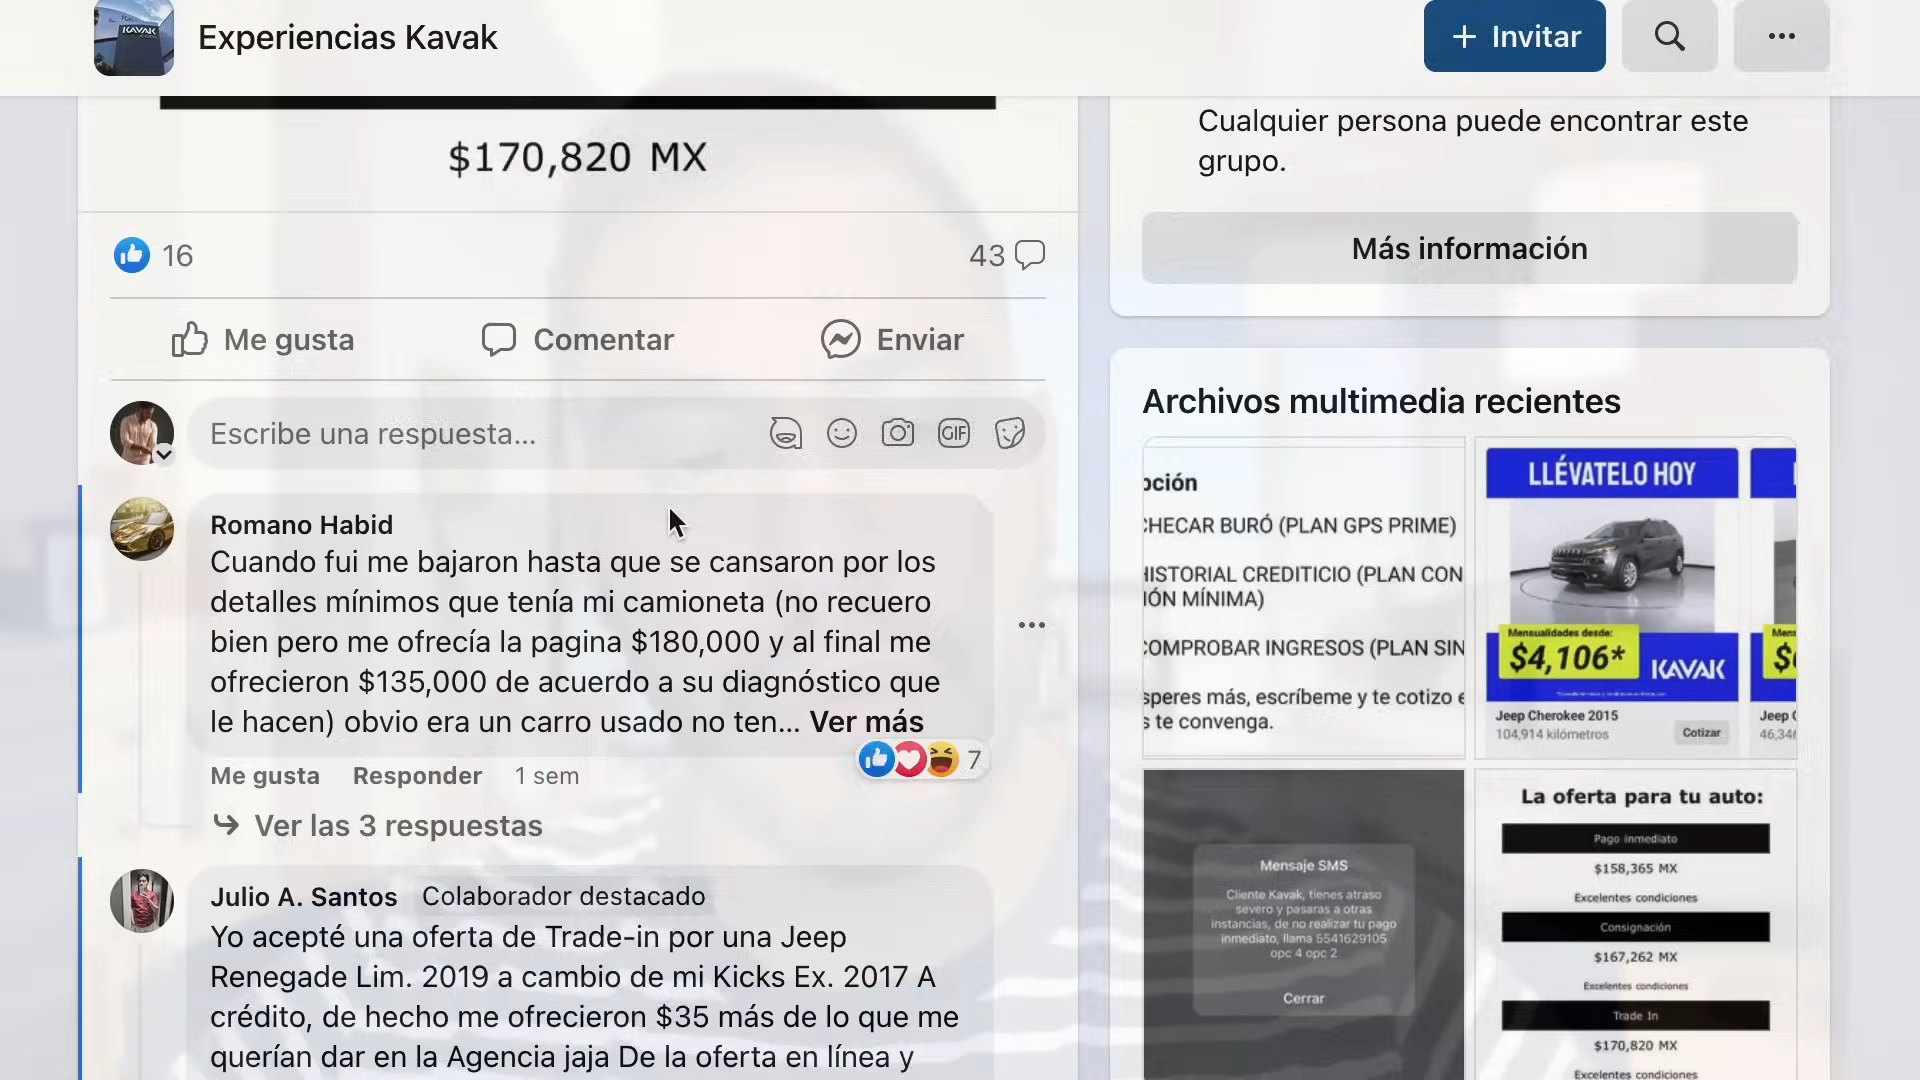 Experiencias Kavak
+ Invitar
$170,820 MX
16
43
Me gusta
Comentar
Enviar
Escribe una respuesta...
GIF
Romano Habid
Cuando fui me bajaron hasta que se cansaron por los
detalles mínimos que tenía mi camioneta (no recuero
bien pero me ofrecía la pagina $180,000 y al final me
ofrecieron $135,000 de acuerdo a su diagnóstico que
le hacen) obvio era un carro usado no ten... Ver más
7
Me gusta Responder 1 sem
Ver las 3 respuestas
Julio A. Santos Colaborador destacado
Yo acepté una oferta de Trade-in por una Jeep
Renegade Lim. 2019 a cambio de mi Kicks Ex. 2017 A
crédito, de hecho me ofrecieron $35 más de lo que me
querían dar en la Agencia jaja De la oferta en línea y
Cualquier persona puede encontrar este
grupo.
Más información
Archivos multimedia recientes
pción
CHECAR BURÓ (PLAN GPS PRIME)
HISTORIAL CREDITICIO (PLAN CON
IÓN MÍNIMA)
COMPROBAR INGRESOS (PLAN SIN
speres más, escríbeme y te cotizo e
s te convenga.
LLÉVATELO HOY
Mensualidades desde:
$4,106*
KAVAK
Jeep Cherokee 2015
104,914 kilómetros
Cotizar
Mens
Jeep
46,34
Mensaje SMS
Cliente Kavak, tienes atraso
severo y pasaras a otras
instancias, de no realizar tu pago
inmediato, llama 5541629105
opc 4 opc 2
Cerrar
La oferta para tu auto:
Pago inmediato
$158,365 MX
Excelentes condiciones
Consignación
$167,262 MX
Excelentes condiciones
Trade In
$170,820 MX
Excelentes condiciones